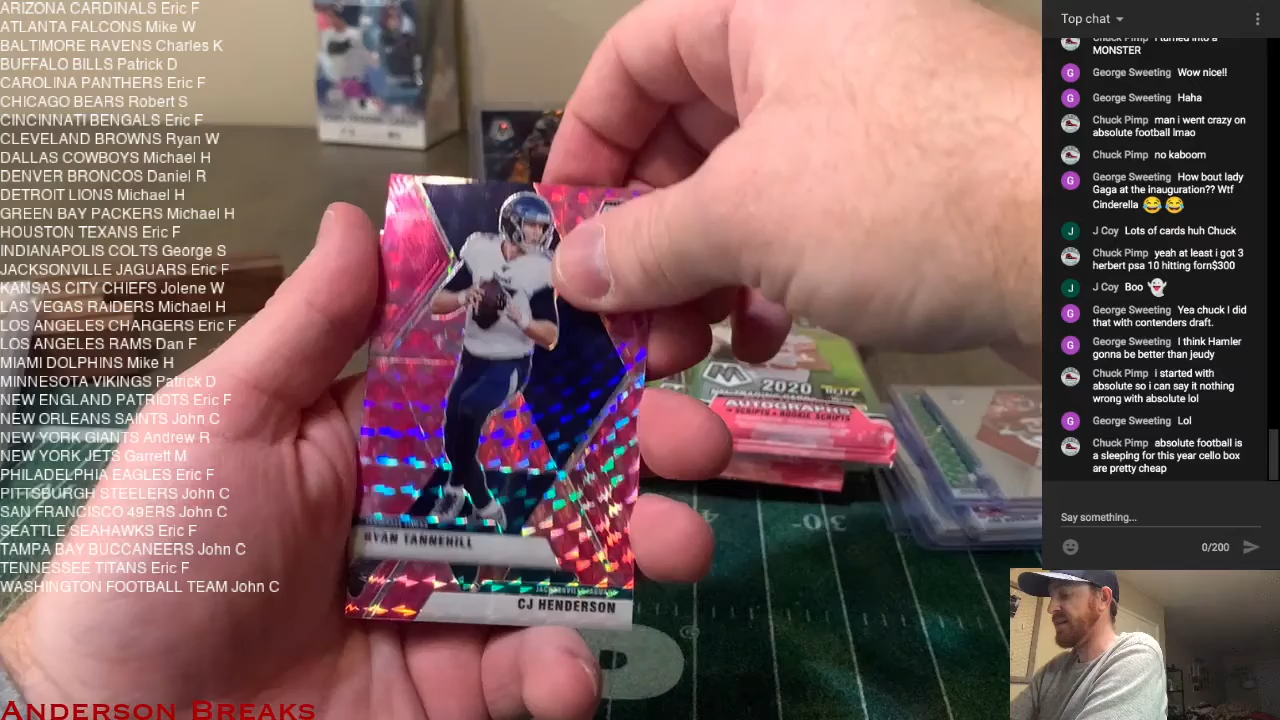 ARIZONA CARDINALS Eric F
ATLANTA FALCONS Mike W
BALTIMORE RAVENS Charles K
BUFFALO BILLS Patrick D
CAROLINA PANTHERS Eric F
CHICAGO BEARS Robert S
CINCINNATI BENGALS Eric F
CLEVELAND BROWNS Ryan W
DALLAS COWBOYS Michael H
DENVER BRONCOS Daniel R
DETROIT LIONS Michael H
GREEN BAY PACKERS Michael H
HOUSTON TEXANS Eric F
INDIANAPOLIS COLTS George S
JACKSONVILLE JAGUARS Eric F
KANSAS CITY CHIEFS Jolene W
LAS VEGAS RAIDERS Michael H
LOS ANGELES CHARGERS Eric F
LOS ANGELES RAMS Dan F
MIAMI DOLPHINS Mike H
MINNESOTA VIKINGS Patrick D
NEW ENGLAND PATRIOTS Eric F
NEW ORLEANS SAINTS John C
NEW YORK GIANTS Andrew R
NEW YORK JETS Garrett M
PHILADELPHIA EAGLES Eric F
PITTSBURGH STEELERS John C
SAN FRANCISCO 49ERS John C
SEATTLE SEAHAWKS Eric F
TAMPA BAY BUCCANEERS John C
TENNESSEE TITANS Eric F
WASHINGTON FOOTBALL TEAM John C
ANDERSON BREAKS
RYAN TANNEHILL
JACKSONVILLE JAGUARS
CJ HENDERSON
2020
AUTOGRAPHS
30
Top chat
Chuck Pimp i turned into a
MONSTER
George Sweeting Wow nice!!
George Sweeting Haha
Chuck Pimp man i went crazy on
absolute football lmao
Chuck Pimp no kaboom
George Sweeting How bout lady
Gaga at the inauguration?? Wtf
Cinderella 😂 😂
J Coy Lots of cards huh Chuck
Chuck Pimp yeah at least i got 3
herbert psa 10 hitting forn$300
J Coy Boo 👻
George Sweeting Yea chuck I did
that with contenders draft.
George Sweeting I think Hamler
gonna be better than jeudy
Chuck Pimp i started with
absolute so i can say it nothing
wrong with absolute lol
George Sweeting Lol
Chuck Pimp absolute football is
a sleeping for this year cello box
are pretty cheap
Say something...
0/200